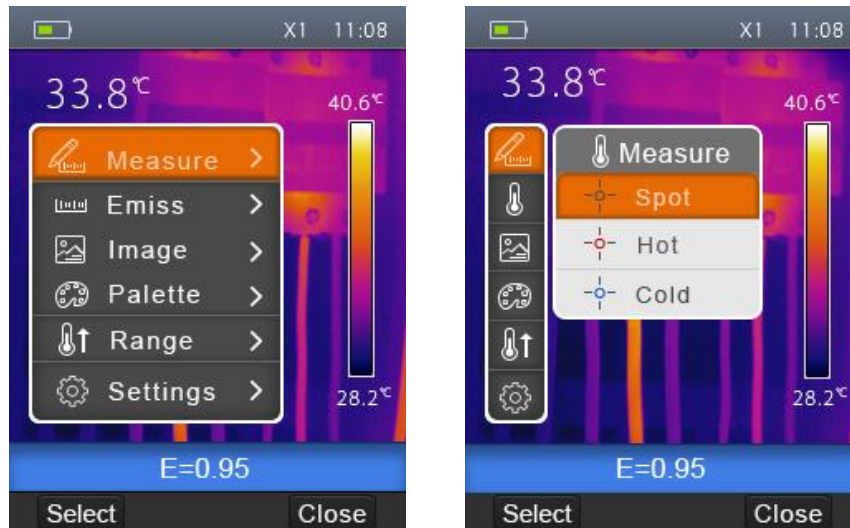 X1 11:08
33.8℃
40.6℃
Measure >
Emiss >
Image >
Palette >
Range >
Settings >
28.2℃
E=0.95
Select Close
X1 11:08
33.8℃
40.6℃
Measure
Spot
Hot
Cold
28.2℃
E=0.95
Select Close